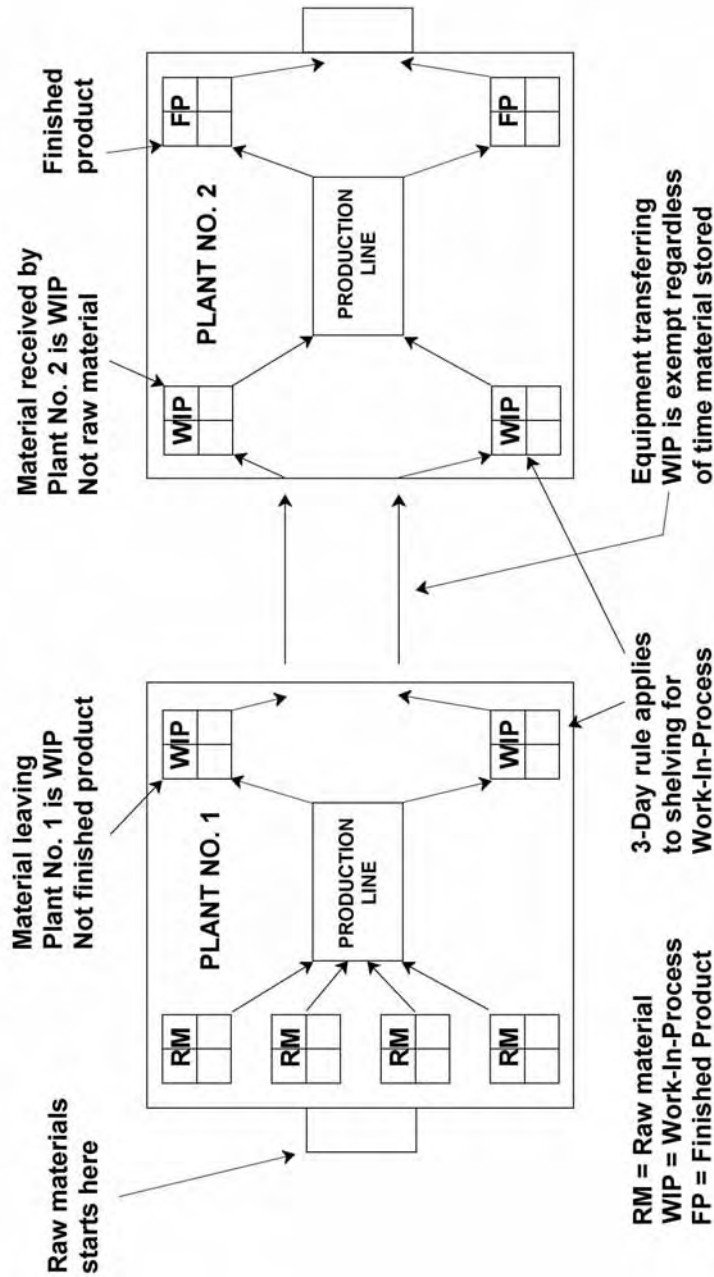 Raw materials
starts here
Material leaving
Plant No. 1 is WIP
Not finished product
Material received by
Plant No. 2 is WIP
Not raw material
Finished
product
PLANT NO. 1
RM
RM
RM
RM
PRODUCTION
LINE
WIP
WIP
PLANT NO. 2
WIP
WIP
PRODUCTION
LINE
FP
FP
RM = Raw material
WIP = Work-In-Process
FP = Finished Product
3-Day rule applies
to shelving for
Work-In-Process
Equipment transferring
WIP is exempt regardless
of time material stored